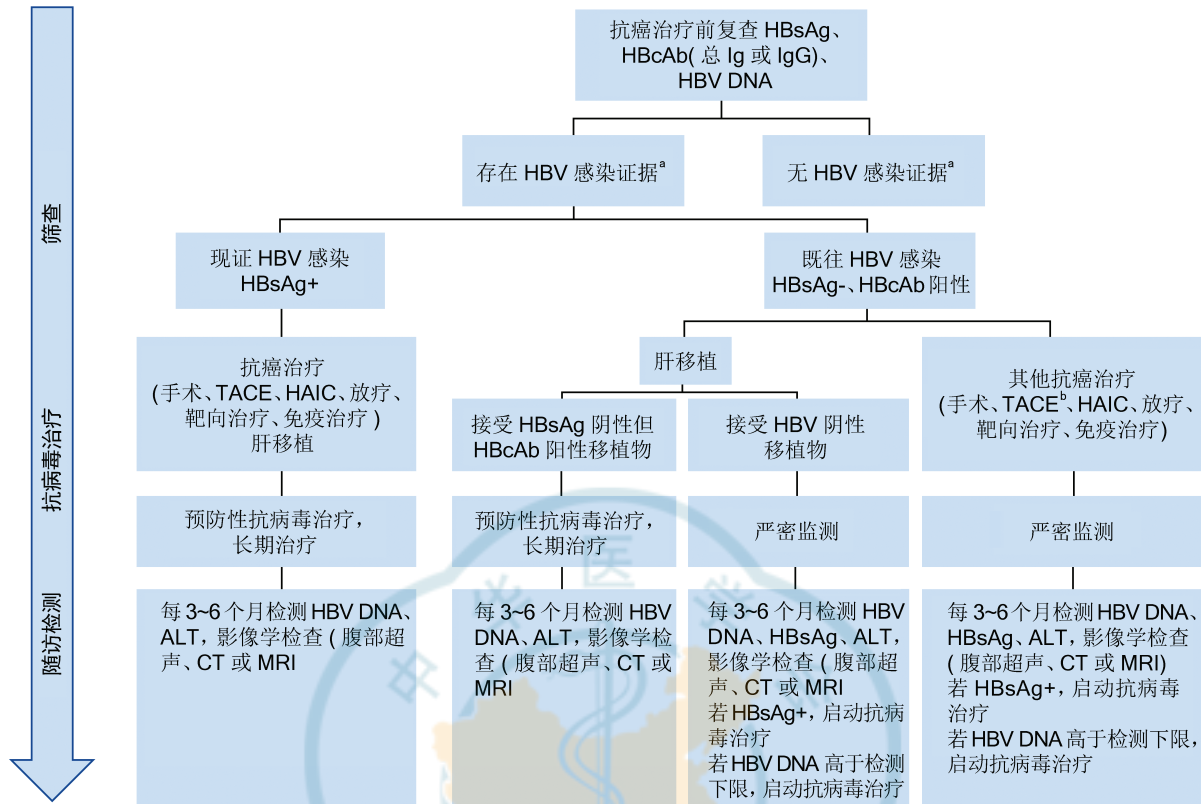 抗癌治疗前复查 HBsAg、
HBcAb( 总 Ig 或 IgG)、
HBV DNA
存在 HBV 感染证据a
无 HBV 感染证据a
筛查
现证 HBV 感染
HBsAg+
既往 HBV 感染
HBsAg-、HBcAb 阳性
抗病毒治疗
抗癌治疗
(手术、TACE、HAIC、放疗、
靶向治疗、免疫治疗 )
肝移植
肝移植
接受 HBsAg 阴性但
HBcAb 阳性移植物
接受 HBV 阴性
移植物
其他抗癌治疗
(手术、TACEb、HAIC、放疗、
靶向治疗、免疫治疗)
预防性抗病毒治疗，
长期治疗
预防性抗病毒治疗，
长期治疗
严密监测
严密监测
随访检测
每 3~6 个月检测 HBV DNA、
ALT，影像学检查 ( 腹部超
声、CT 或 MRI
每 3~6 个月检测 HBV
DNA、ALT，影像学检
查 ( 腹部超声、CT 或
MRI
每 3~6 个月检测 HBV
DNA、HBsAg、ALT，
影像学检查 ( 腹部超
声、CT 或 MRI
若 HBsAg+，启动抗病
毒治疗
若 HBV DNA 高于检测
下限，启动抗病毒治疗
每 3~6 个月检测 HBV DNA、
HBsAg、ALT，影像学检查
( 腹部超声、CT 或 MRI)
若 HBsAg+，启动抗病毒
治疗
若 HBV DNA 高于检测下限，
启动抗病毒治疗
中华医学